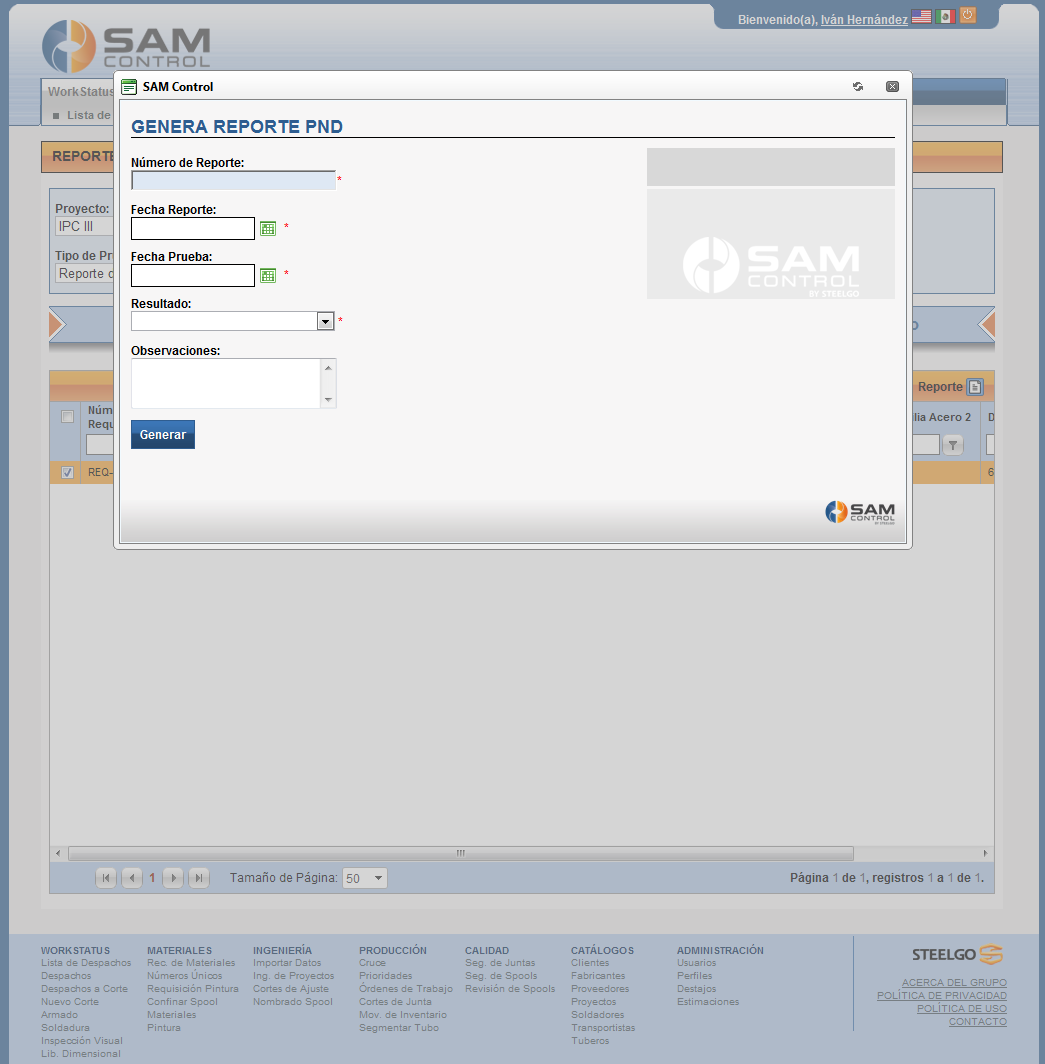 Bienvenido(a), Iván Hernández
SAM
CONTROL
WorkStatus
Lista de
SAM Control
REPORTE
GENERA REPORTE PND
Número de Reporte:
*
Fecha Reporte:
*
Fecha Prueba:
*
Resultado:
*
Observaciones:
Generar
SAM
CONTROL
BY STEELGO
SAM
CONTROL
BY STEELGO
Proyecto:
IPC III
Tipo de
Reporte
Reporte
Acero 2
D
REQ-
6
1
Tamaño de Página: 50
Página 1 de 1, registros 1 a 1 de 1.
WORKSTATUS
Lista de Despachos
Despachos
Despachos a Corte
Nuevo Corte
Armado
Soldadura
Inspección Visual
Lib. Dimensional
MATERIALES
Rec. de Materiales
Números Únicos
Requisición Pintura
Confinar Spool
Materiales
Pintura
INGENIERÍA
Importar Datos
Ing. de Proyectos
Cortes de Ajuste
Nombrado Spool
PRODUCCIÓN
Cruce
Prioridades
Órdenes de Trabajo
Cortes de Junta
Mov. de Inventario
Segmentar Tubo
CALIDAD
Seg. de Juntas
Seg. de Spools
Revisión de Spools
CATÁLOGOS
Clientes
Fabricantes
Proveedores
Proyectos
Soldadores
Transportistas
Tuberos
ADMINISTRACIÓN
Usuarios
Perfiles
Destajos
Estimaciones
STEELGO
ACERCA DEL GRUPO
POLÍTICA DE PRIVACIDAD
POLÍTICA DE USO
CONTACTO